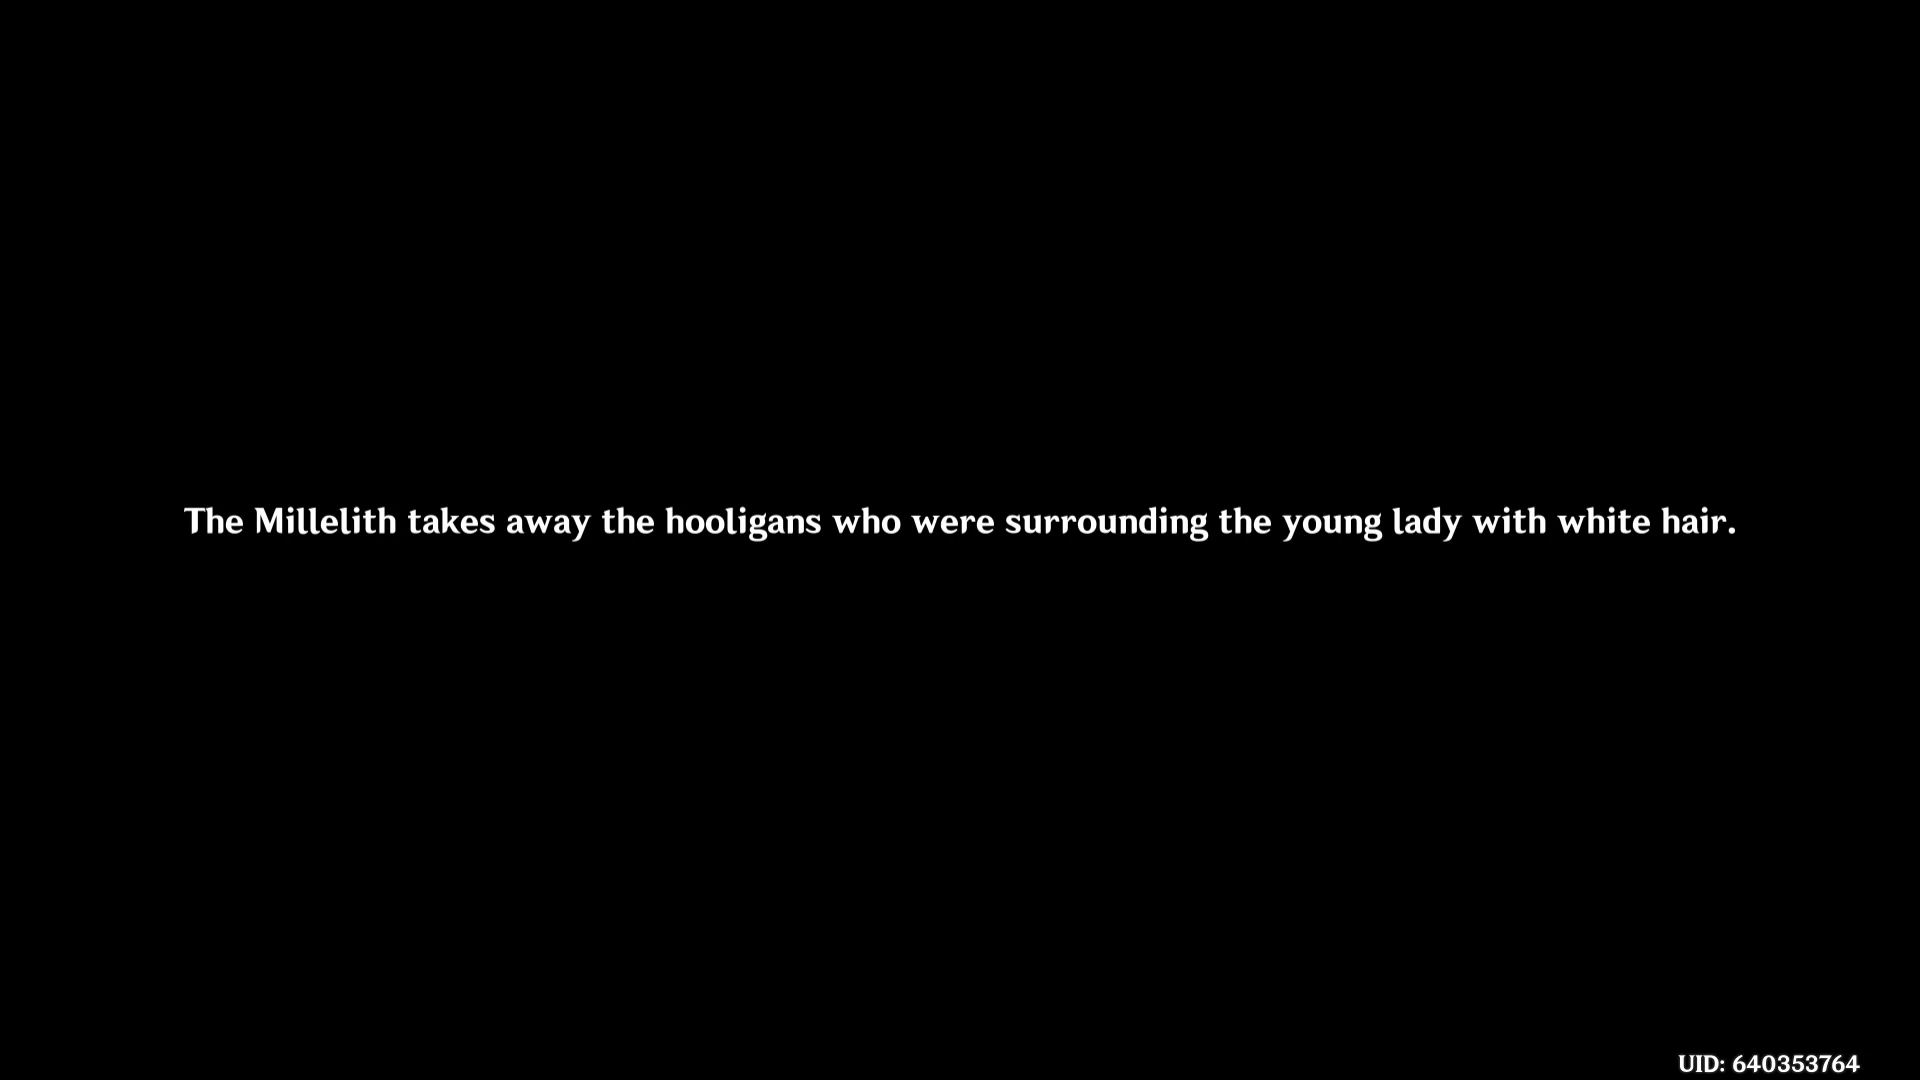 The Millelith takes away the hooligans who were surrounding the young lady with white hair.
UID: 640353764